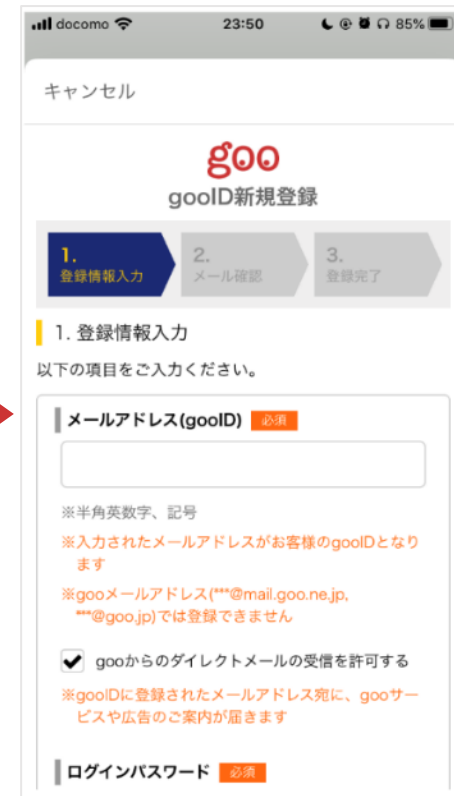 docomo 23:50 85%
キャンセル
goo
gooID新規登録
1.
登録情報入力
2.
メール確認
3.
登録完了
1. 登録情報入力
以下の項目をご入力ください。
メールアドレス(gooID) 必須
※半角英数字、記号
※入力されたメールアドレスがお客様のgooIDとなり
ます
※gooメールアドレス(***@mail.goo.ne.jp,
***@goo.jp)では登録できません
gooからのダイレクトメールの受信を許可する
※gooIDに登録されたメールアドレス宛に、gooサー
ビスや広告のご案内が届きます
ログインパスワード 必須